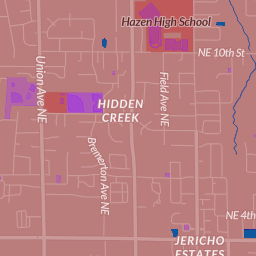 Hazen High School
NE 10th St
Union Ave NE
HIDDEN
CREEK
Field Ave NE
Bremerton Ave NE
NE 4th
JERICHO
ESTATES